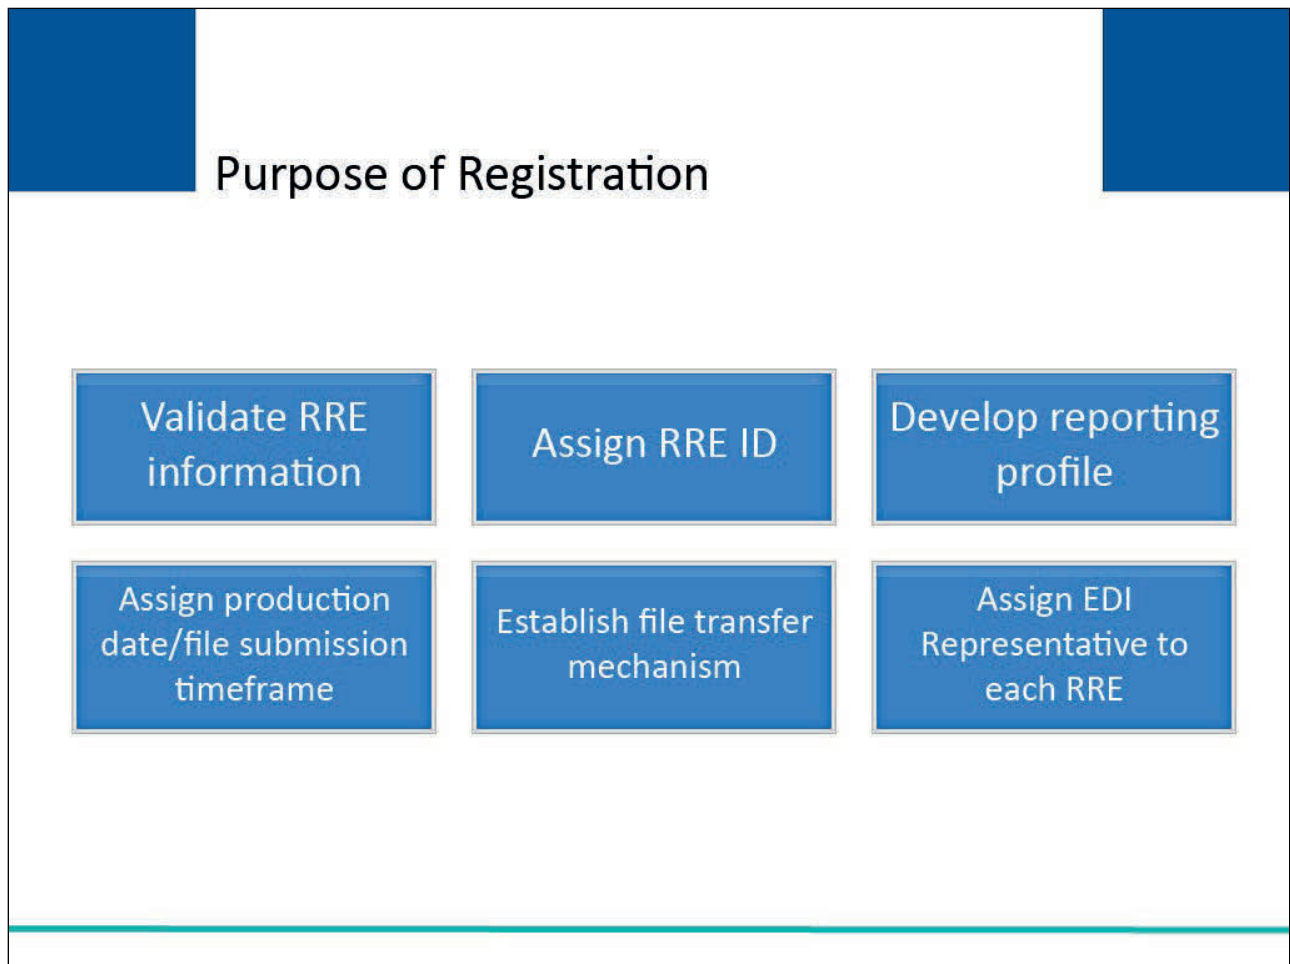 Purpose of Registration
Validate RRE
information
Assign RRE ID
Develop reporting
profile
Assign production
date/file submission
timeframe
Establish file transfer
mechanism
Assign EDI
Representative to
each RRE